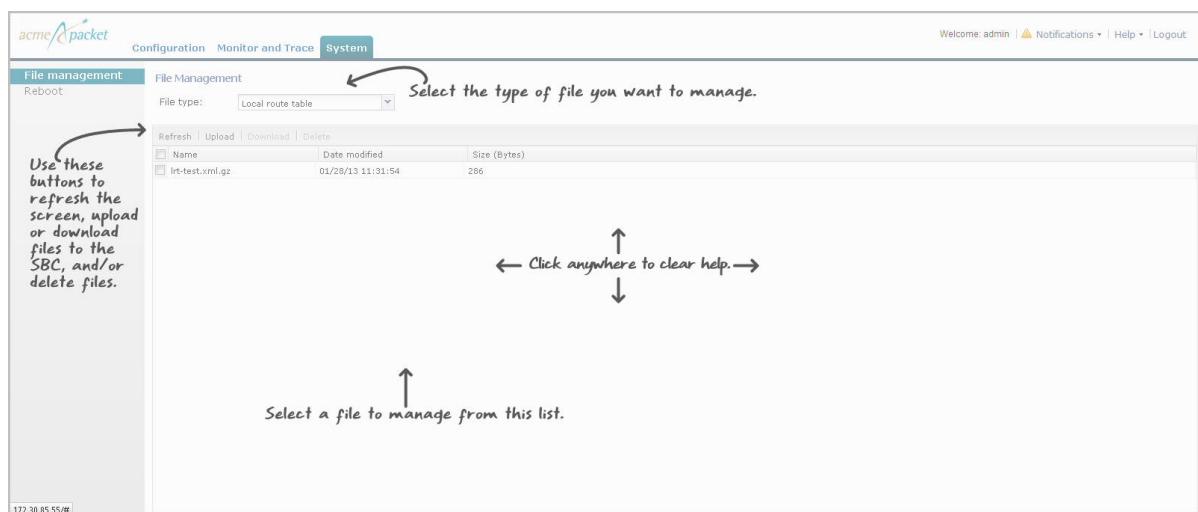 acme packet
Configuration Monitor and Trace System
Welcome: admin | Notifications | Help | Logout
File management
Reboot
File Management
File type: Local route table
Select the type of file you want to manage.
Refresh | Upload | Download | Delete
Name Date modified Size (Bytes)
lrt-test.xml.gz 01/28/13 11:31:54 286
Use these
buttons to
refresh the
screen, upload
or download
files to the
SBC, and/or
delete files.
Click anywhere to clear help.
Select a file to manage from this list.
172.30.85.55/#